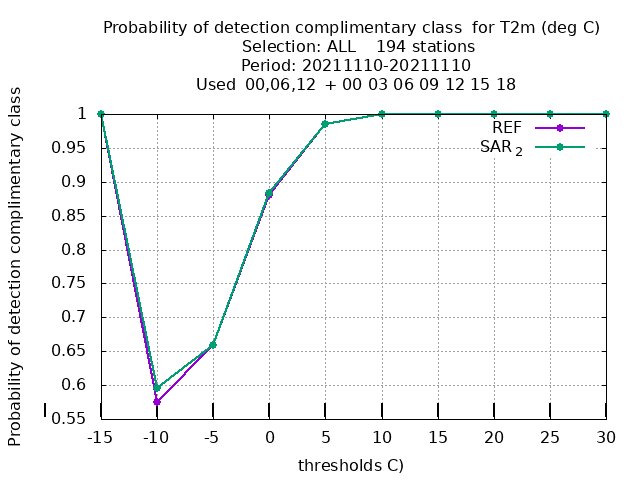 Probability of detection complimentary class  for T2m (deg C)
Selection: ALL    194 stations
Period: 20211110-20211110
Used  00,06,12  + 00 03 06 09 12 15 18
Probability of detection complimentary class
1
0.95
0.9
0.85
0.8
0.75
0.7
0.65
0.6
0.55
REF
SAR 2
-15 -10 -5 0 5 10 15 20 25 30
thresholds C)